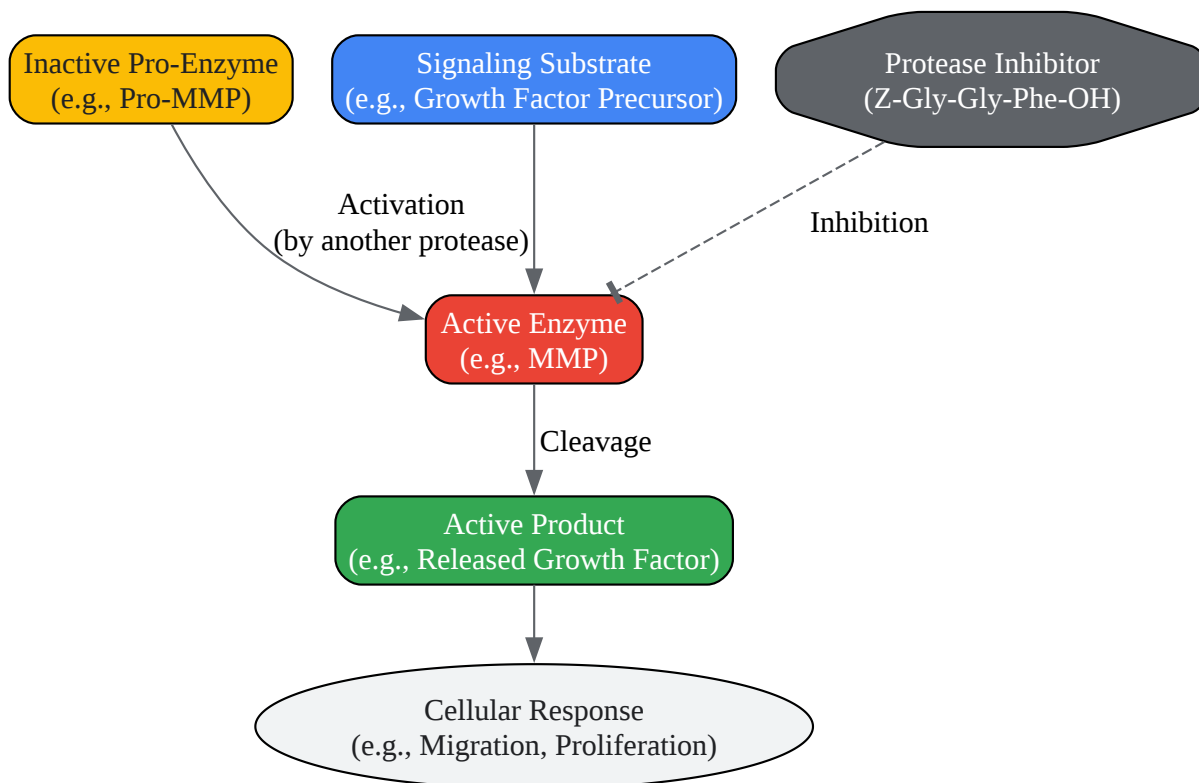 Inactive Pro-Enzyme
(e.g., Pro-MMP)
Signaling Substrate
(e.g., Growth Factor Precursor)
Protease Inhibitor
(Z-Gly-Gly-Phe-OH)
Activation
(by another protease)
Inhibition
Active Enzyme
(e.g., MMP)
Cleavage
Active Product
(e.g., Released Growth Factor)
Cellular Response
(e.g., Migration, Proliferation)